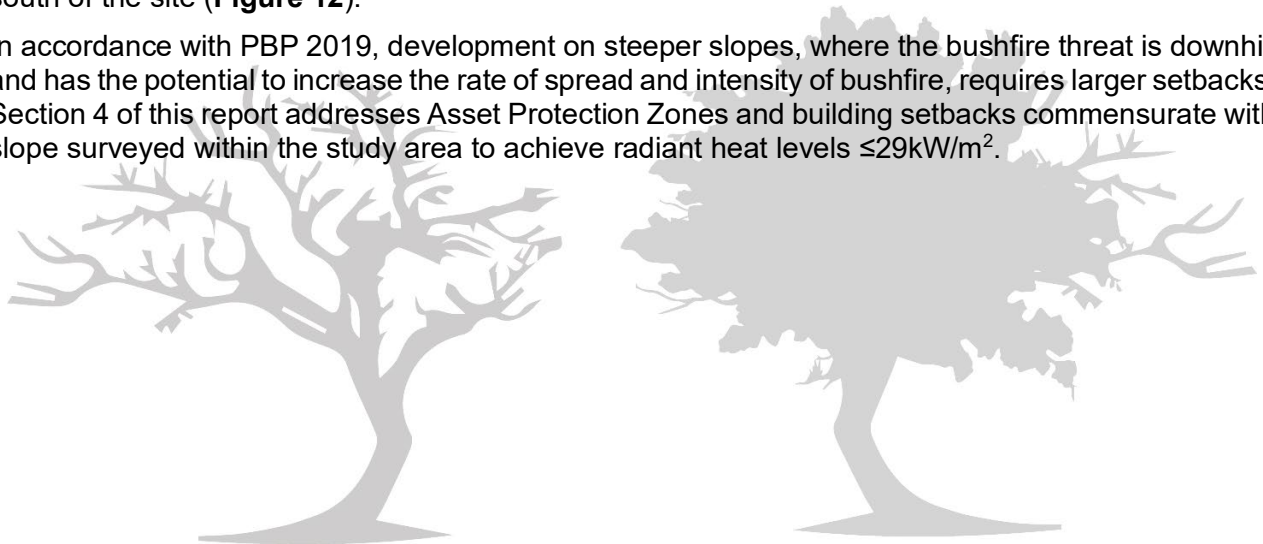 south of the site (Figure 12).
n accordance with PBP 2019, development on steeper slopes, where the bushfire threat is downhi
and has the potential to increase the rate of spread and intensity of bushfire, requires larger setbacks
Section 4 of this report addresses Asset Protection Zones and building setbacks commensurate with
slope surveyed within the study area to achieve radiant heat levels ≤29kW/m².